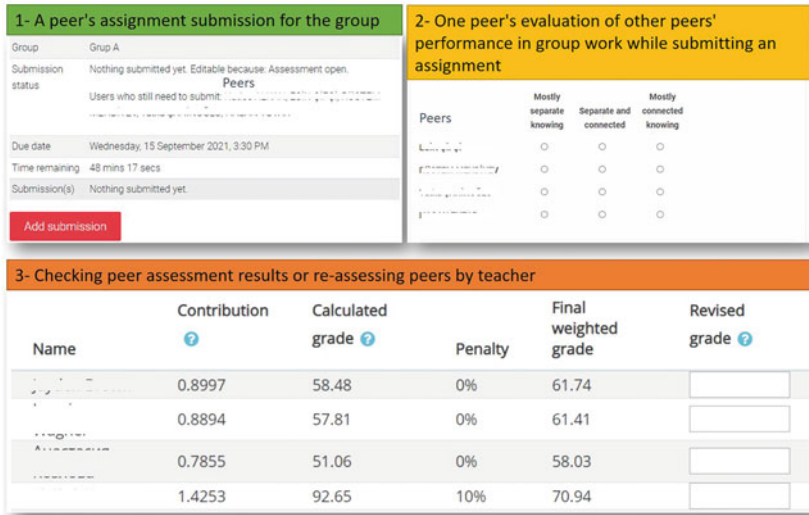 1- A peer's assignment submission for the group
Group Grup A
Submission status Nothing submitted yet. Editable because: Assessment open.
Peers
Users who still need to submit:
Due date Wednesday, 15 September 2021, 3:30 PM
Time remaining 48 mins 17 secs
Submission(s) Nothing submitted yet.
Add submission
2- One peer's evaluation of other peers'
performance in group work while submitting an
assignment
Peers Mostly separate knowing Separate and connected Mostly connected knowing
3- Checking peer assessment results or re-assessing peers by teacher
Name Contribution ? Calculated grade ? Penalty Final weighted grade Revised grade ?
0.8997 58.48 0% 61.74
0.8894 57.81 0% 61.41
0.7855 51.06 0% 58.03
1.4253 92.65 10% 70.94